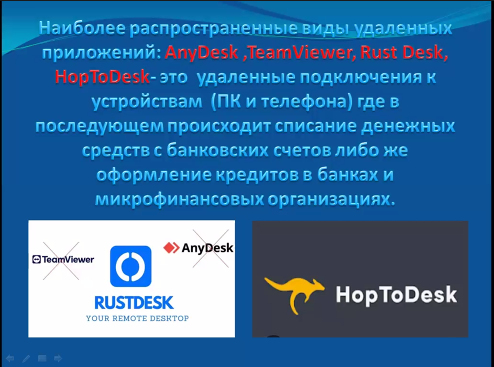 Наиболее распространенные виды удаленных
приложений: AnyDesk ,TeamViewer, Rust Desk,
HopToDesk- это удаленные подключения к
устройствам (ПК и телефона) где в
последующем происходит списание денежных
средств с банковских счетов либо же
оформление кредитов в банках и
микрофинансовых организациях.
TeamViewer
AnyDesk
RUSTDESK
YOUR REMOTE DESKTOP
HopToDesk